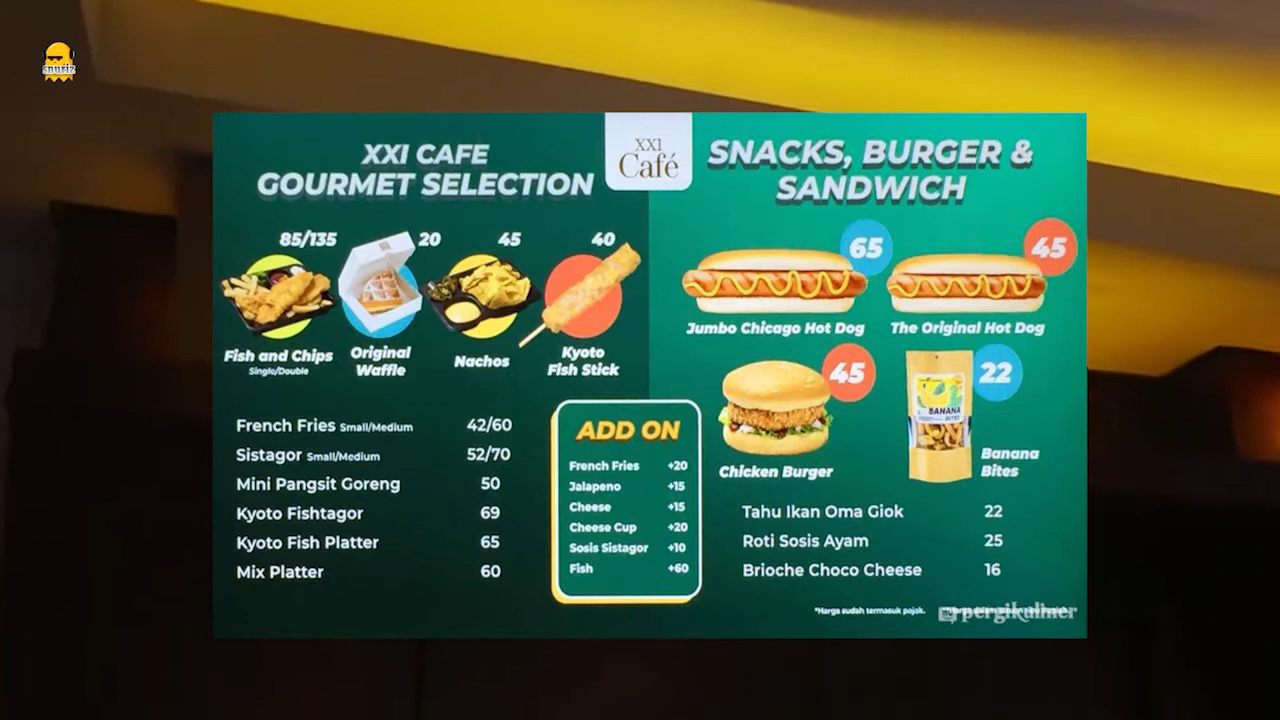 snuriz
XXI CAFE
GOURMET SELECTION
XXI
Café
SNACKS, BURGER &
SANDWICH
85/135
20
45
40
Fish and Chips
Single/Double
Original
Waffle
Nachos
Kyoto
Fish Stick
65
45
Jumbo Chicago Hot Dog
The Original Hot Dog
45
22
BANANA
BITES
Chicken Burger
Banana
Bites
French Fries Small/Medium 42/60
Sistagor Small/Medium 52/70
Mini Pangsit Goreng 50
Kyoto Fishtagor 69
Kyoto Fish Platter 65
Mix Platter 60
ADD ON
French Fries +20
Jalapeno +15
Cheese +15
Cheese Cup +20
Sosis Sistagor +10
Fish +60
Tahu Ikan Oma Giok 22
Roti Sosis Ayam 25
Brioche Choco Cheese 16
*Harga sudah termasuk pajak.
pergikuliner